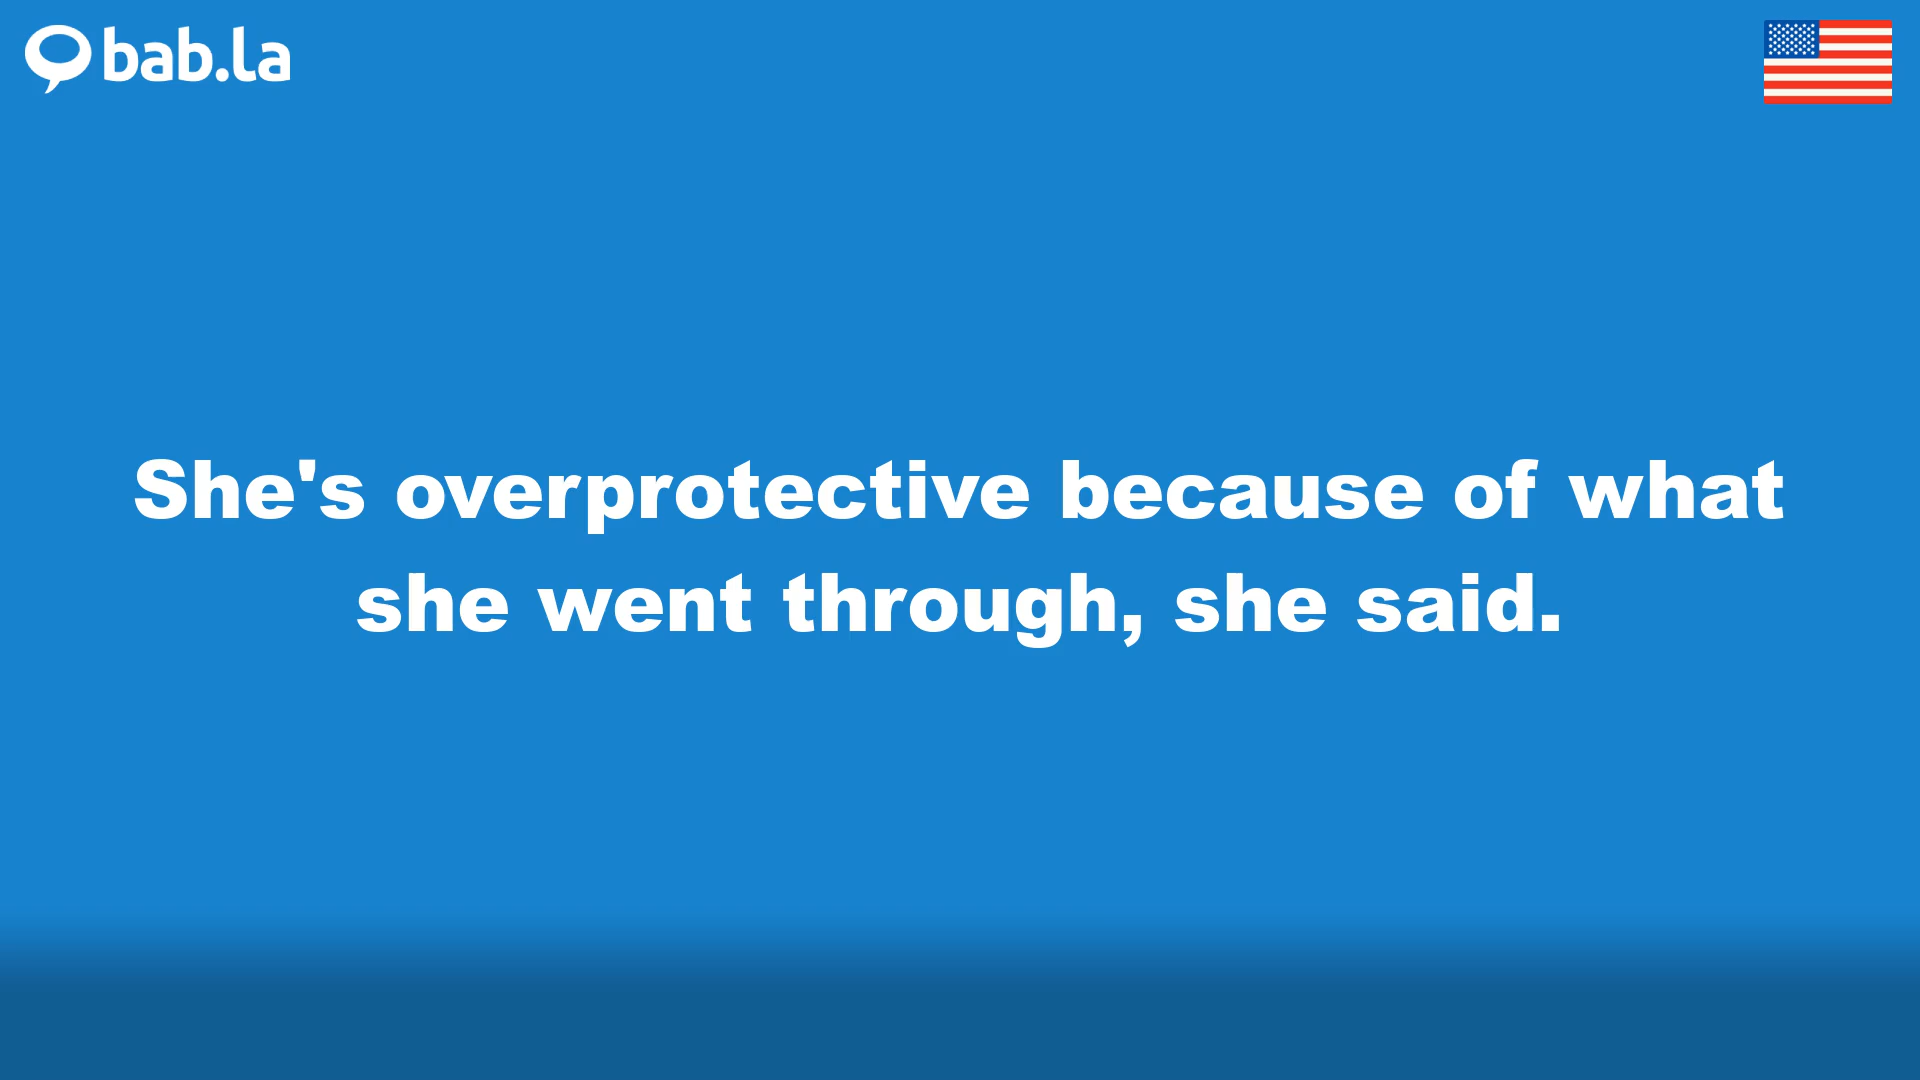 bab.la
She's overprotective because of what
she went through, she said.